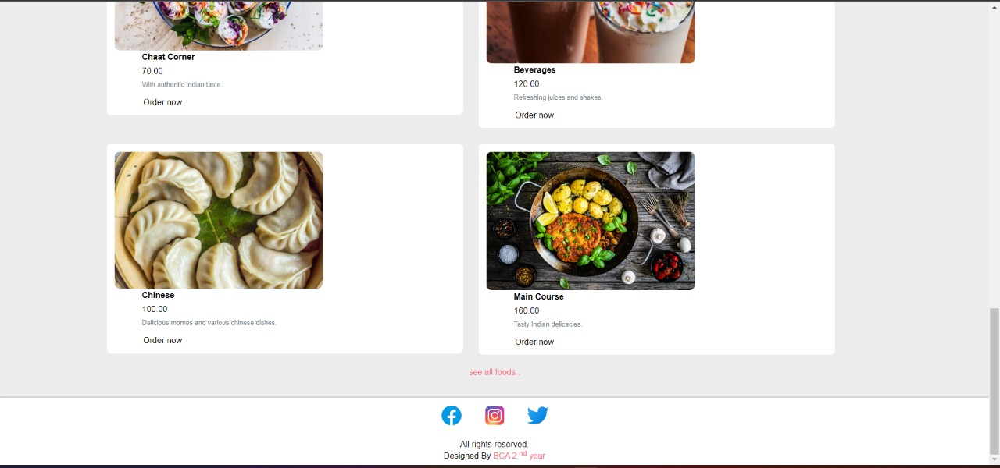 Chaat Corner
70.00
With authentic Indian taste.
Order now
Beverages
120.00
Refreshing juices and shakes.
Order now
Chinese
100.00
Delicious momos and various chinese dishes.
Order now
Main Course
160.00
Tasty Indian delicacies.
Order now
see all foods..
All rights reserved.
Designed By BCA 2 nd year